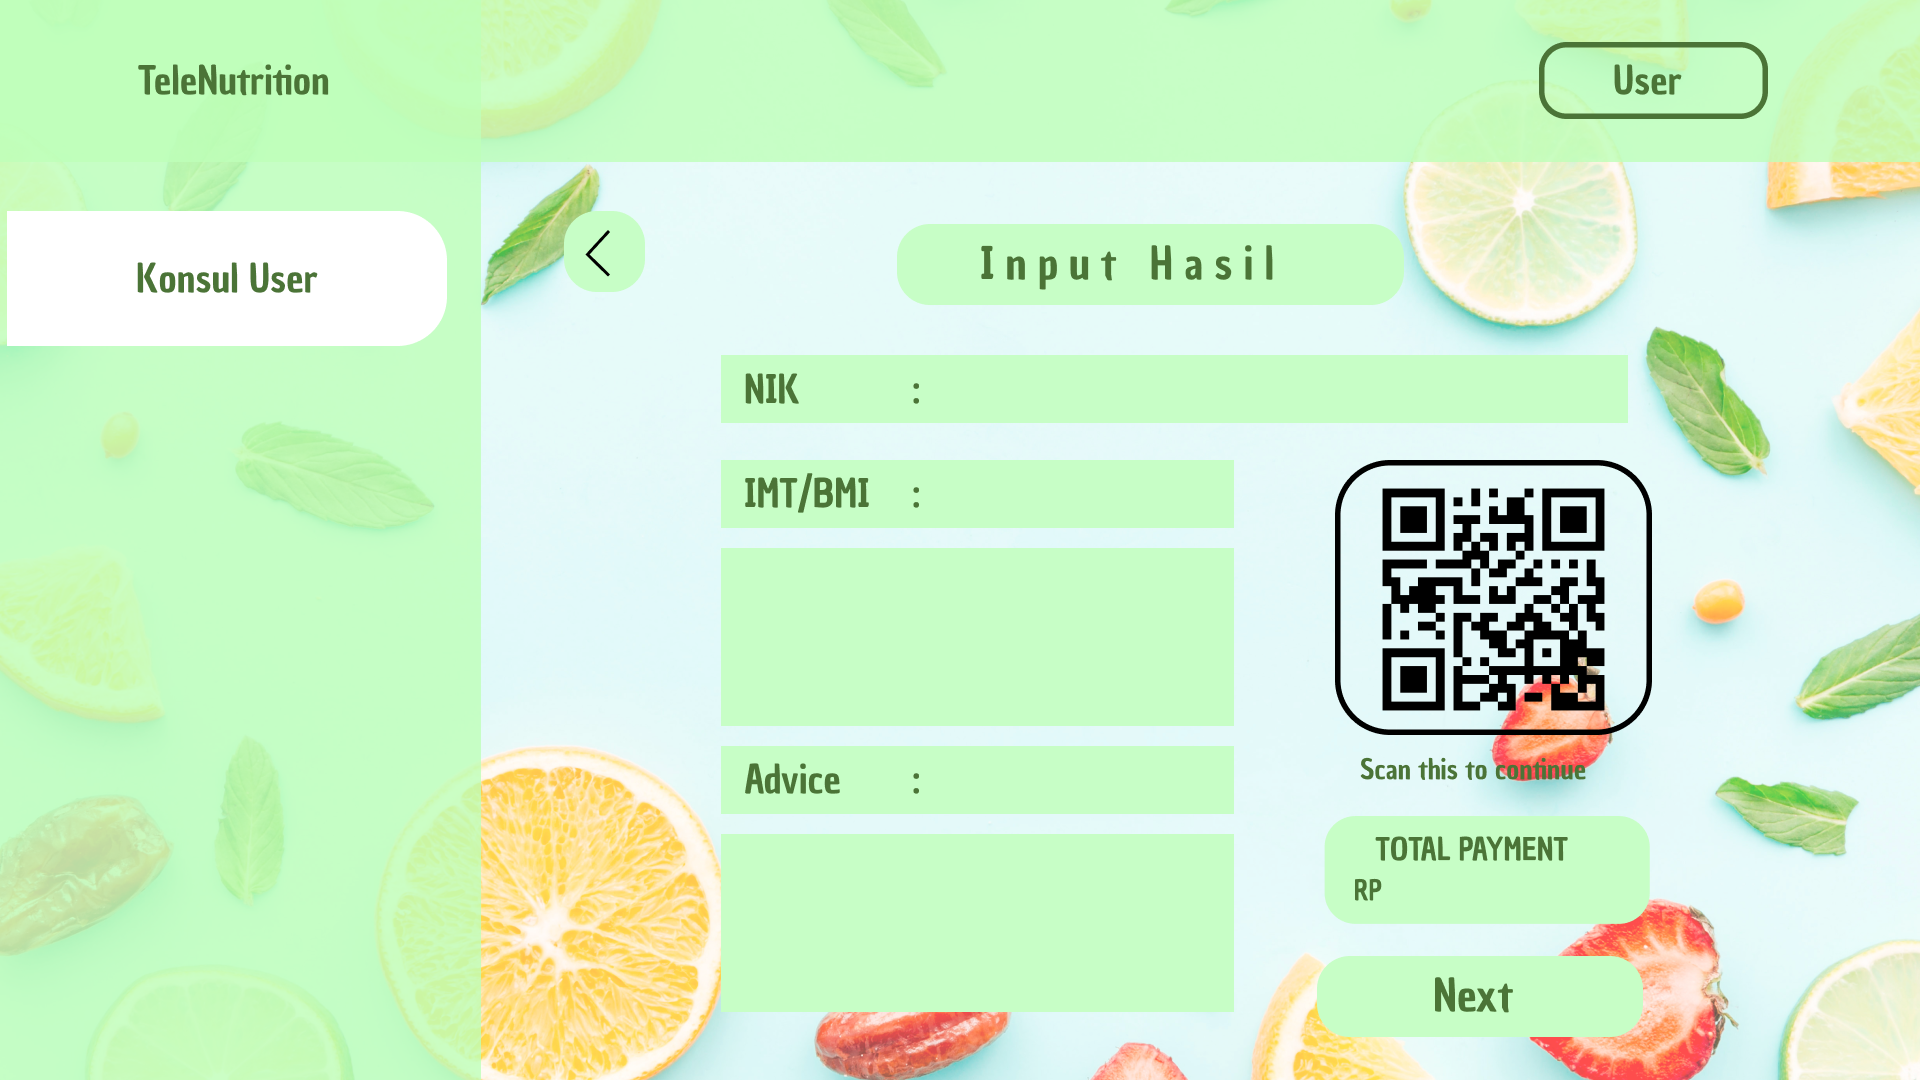 TeleNutrition
User
Konsul User
Input Hasil
NIK :
IMT/BMI :
Advice :
Scan this to continue
TOTAL PAYMENT
RP
Next